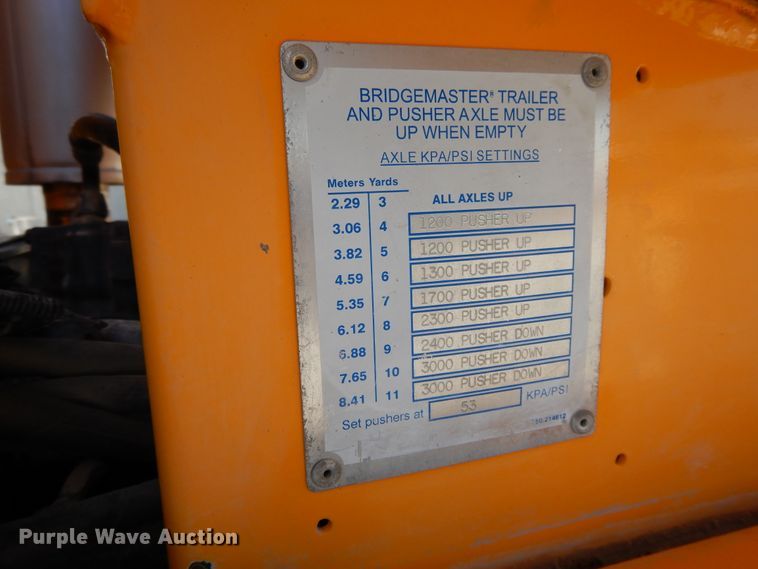 BRIDGEMASTER® TRAILER
AND PUSHER AXLE MUST BE
UP WHEN EMPTY
AXLE KPA/PSI SETTINGS
Meters Yards
2.29 3 ALL AXLES UP
3.06 4 1200 PUSHER UP
3.82 5 1200 PUSHER UP
4.59 6 1300 PUSHER UP
5.35 7 1700 PUSHER UP
6.12 8 2300 PUSHER UP
6.88 9 2400 PUSHER DOWN
7.65 10 3000 PUSHER DOWN
8.41 11 3000 PUSHER DOWN
Set pushers at 53 KPA/PSI
Purple Wave Auction